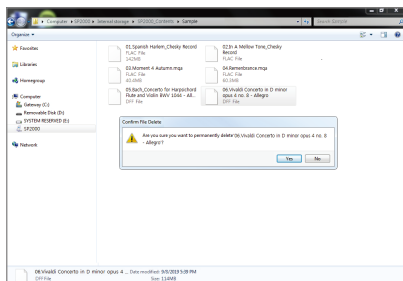 Computer ▸ SP2000 ▸ Internal storage ▸ SP2000_Contents ▸ Sample
Search Sample
Organize
Favorites
Libraries
Homegroup
Computer
Gateway (C:)
Removable Disk (D:)
SYSTEM RESERVED (E:)
SP2000
Network
01.Spanish Harlem_Chesky
Record
FLAC File
142MB
02.In A Mellow Tone_Chesky
Record
FLAC File
03.Moment 4 Autumn.mqa
FLAC File
40.4MB
04.Remembrance.mqa
FLAC File
60.3MB
05.Bach_Concerto for Harpsichord
Flute and Violin BWV 1044 - All..
DFF File
06.Vivaldi Concerto in D minor
opus 4 no. 8 - Allegro
DFF File
Confirm File Delete
Are you sure you want to permanently delete'06.Vivaldi Concerto in D minor opus 4 no. 8
- Allegro'?
Yes
No
06.Vivaldi Concerto in D minor opus 4 ... Date modified: 9/3/2019 5:39 PM
DFF File
Size: 114MB